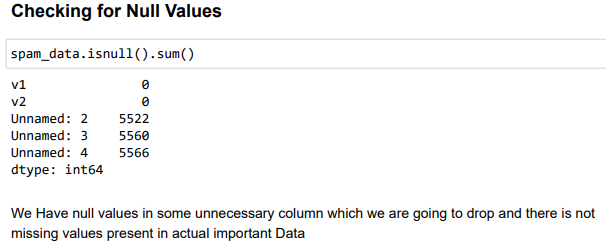 Checking for Null Values
spam_data.isnull().sum()
v1 0
v2 0
Unnamed: 2 5522
Unnamed: 3 5560
Unnamed: 4 5566
dtype: int64
We Have null values in some unnecessary column which we are going to drop and there is not
missing values present in actual important Data